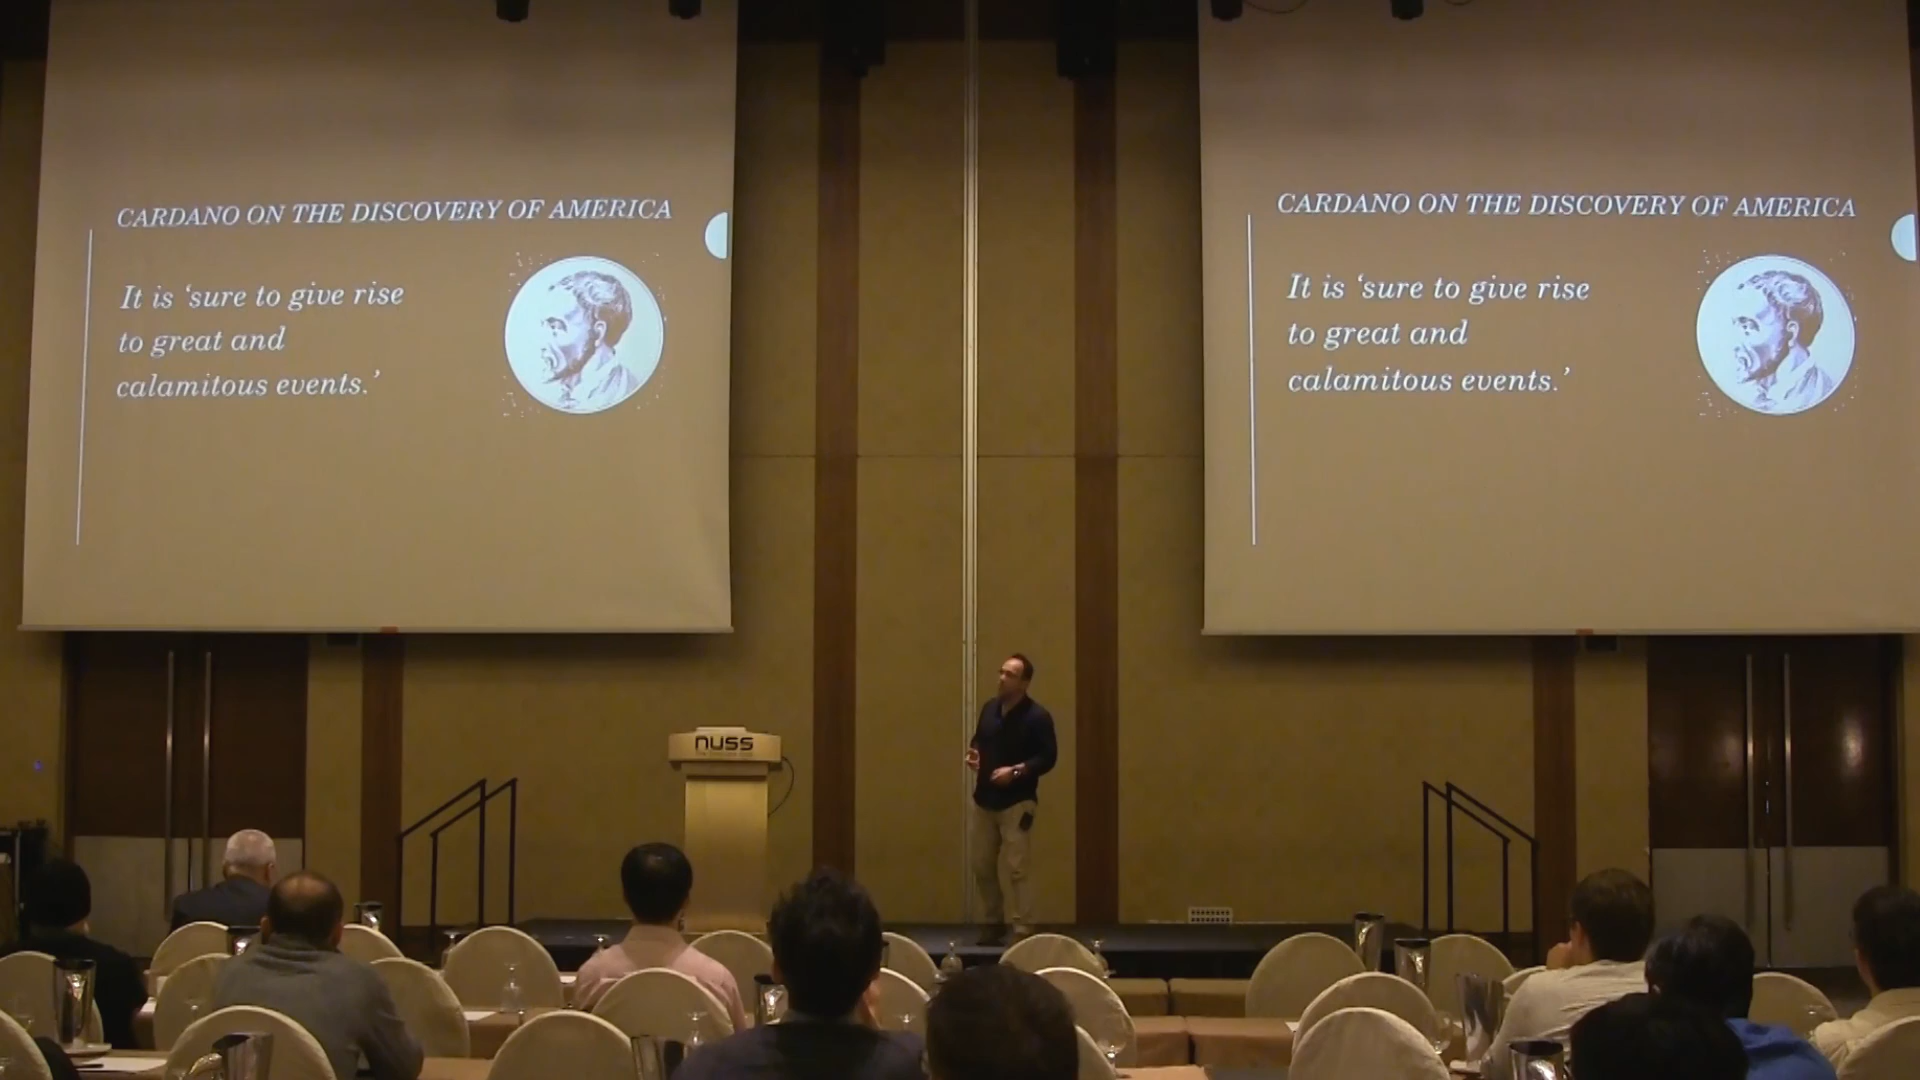 CARDANO ON THE DISCOVERY OF AMERICA
It is ‘sure to give rise
to great and
calamitous events.’
CARDANO ON THE DISCOVERY OF AMERICA
It is ‘sure to give rise
to great and
calamitous events.’
nuss